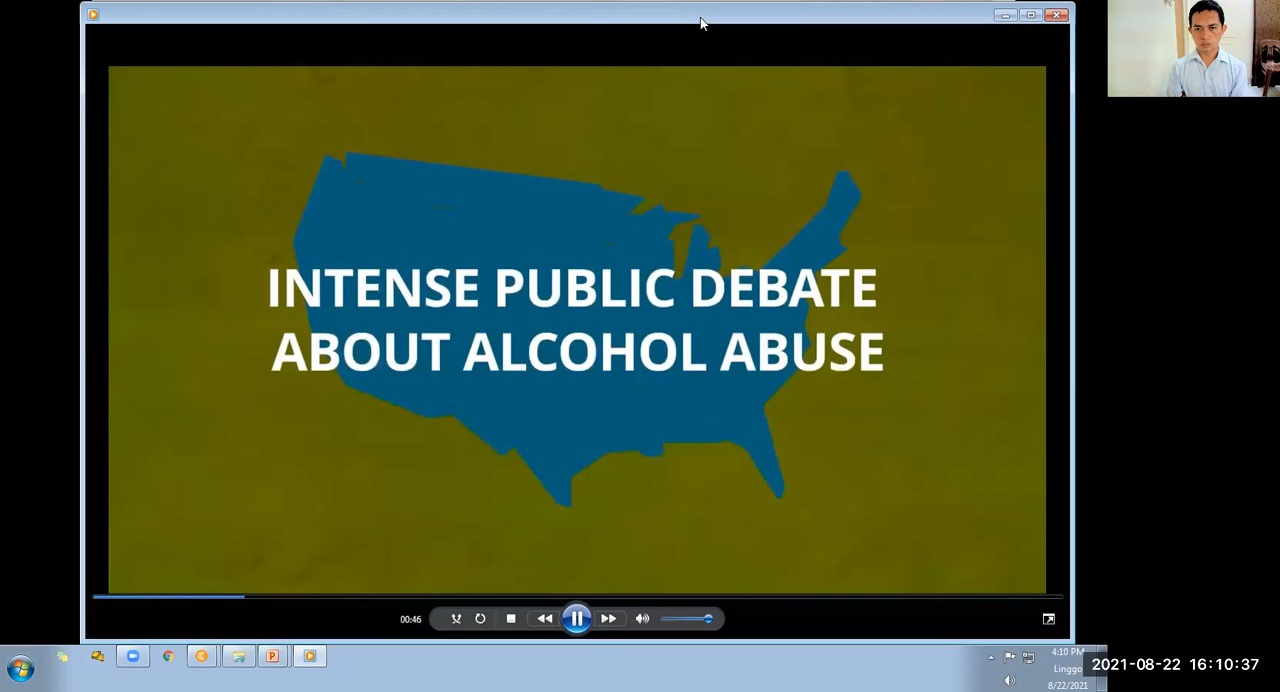 INTENSE PUBLIC DEBATE
ABOUT ALCOHOL ABUSE
00:46
4:10 PM
Linggo
8/22/2021
2021-08-22 16:10:37